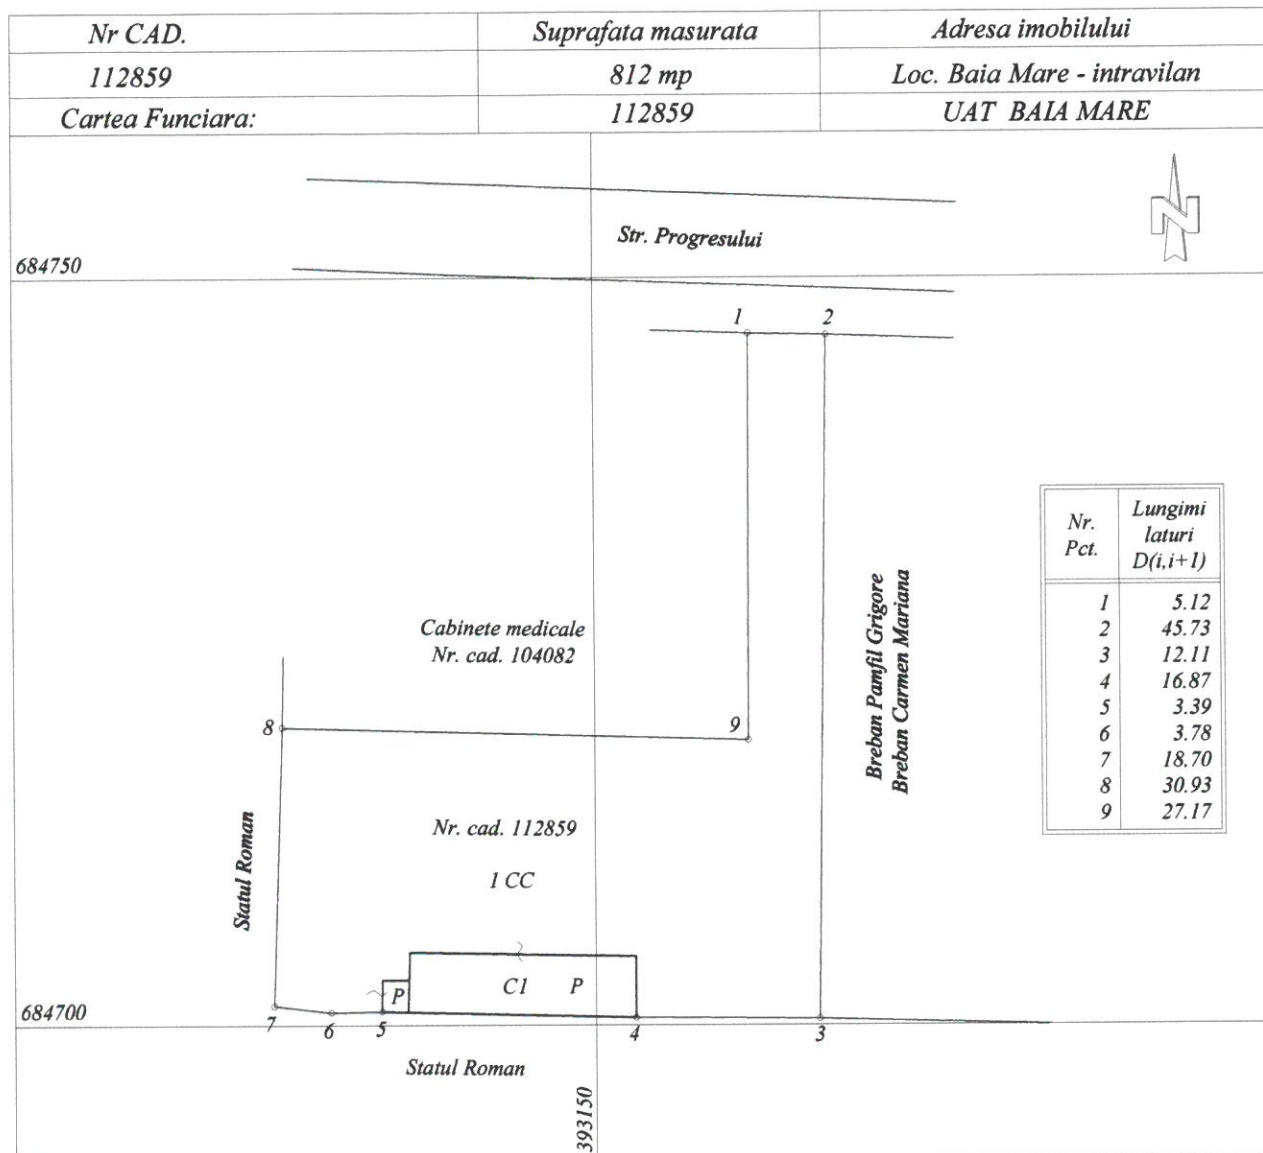 Nr CAD. Suprafata masurata Adresa imobilului
112859 812 mp Loc. Baia Mare - intravilan
Cartea Funciara: 112859 UAT BAIA MARE
N
Str. Progresului
684750
1 2
Nr. Pct. Lungimi laturi D(i,i+1)
1 5.12
2 45.73
3 12.11
4 16.87
5 3.39
6 3.78
7 18.70
8 30.93
9 27.17
Breban Pamfil Grigore
Breban Carmen Mariana
Cabinete medicale
Nr. cad. 104082
8 9
Nr. cad. 112859
1 CC
Statul Roman
P C1 P
684700
7 6 5 4 3
Statul Roman
393150